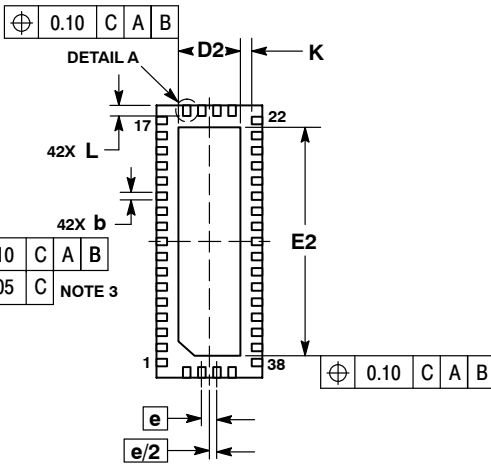 ⌖ 0.10 C A B
D2
K
DETAIL A
17
22
42X L
42X b
E2
10 C A B
05 C NOTE 3
1
38
⌖ 0.10 C A B
e
e/2